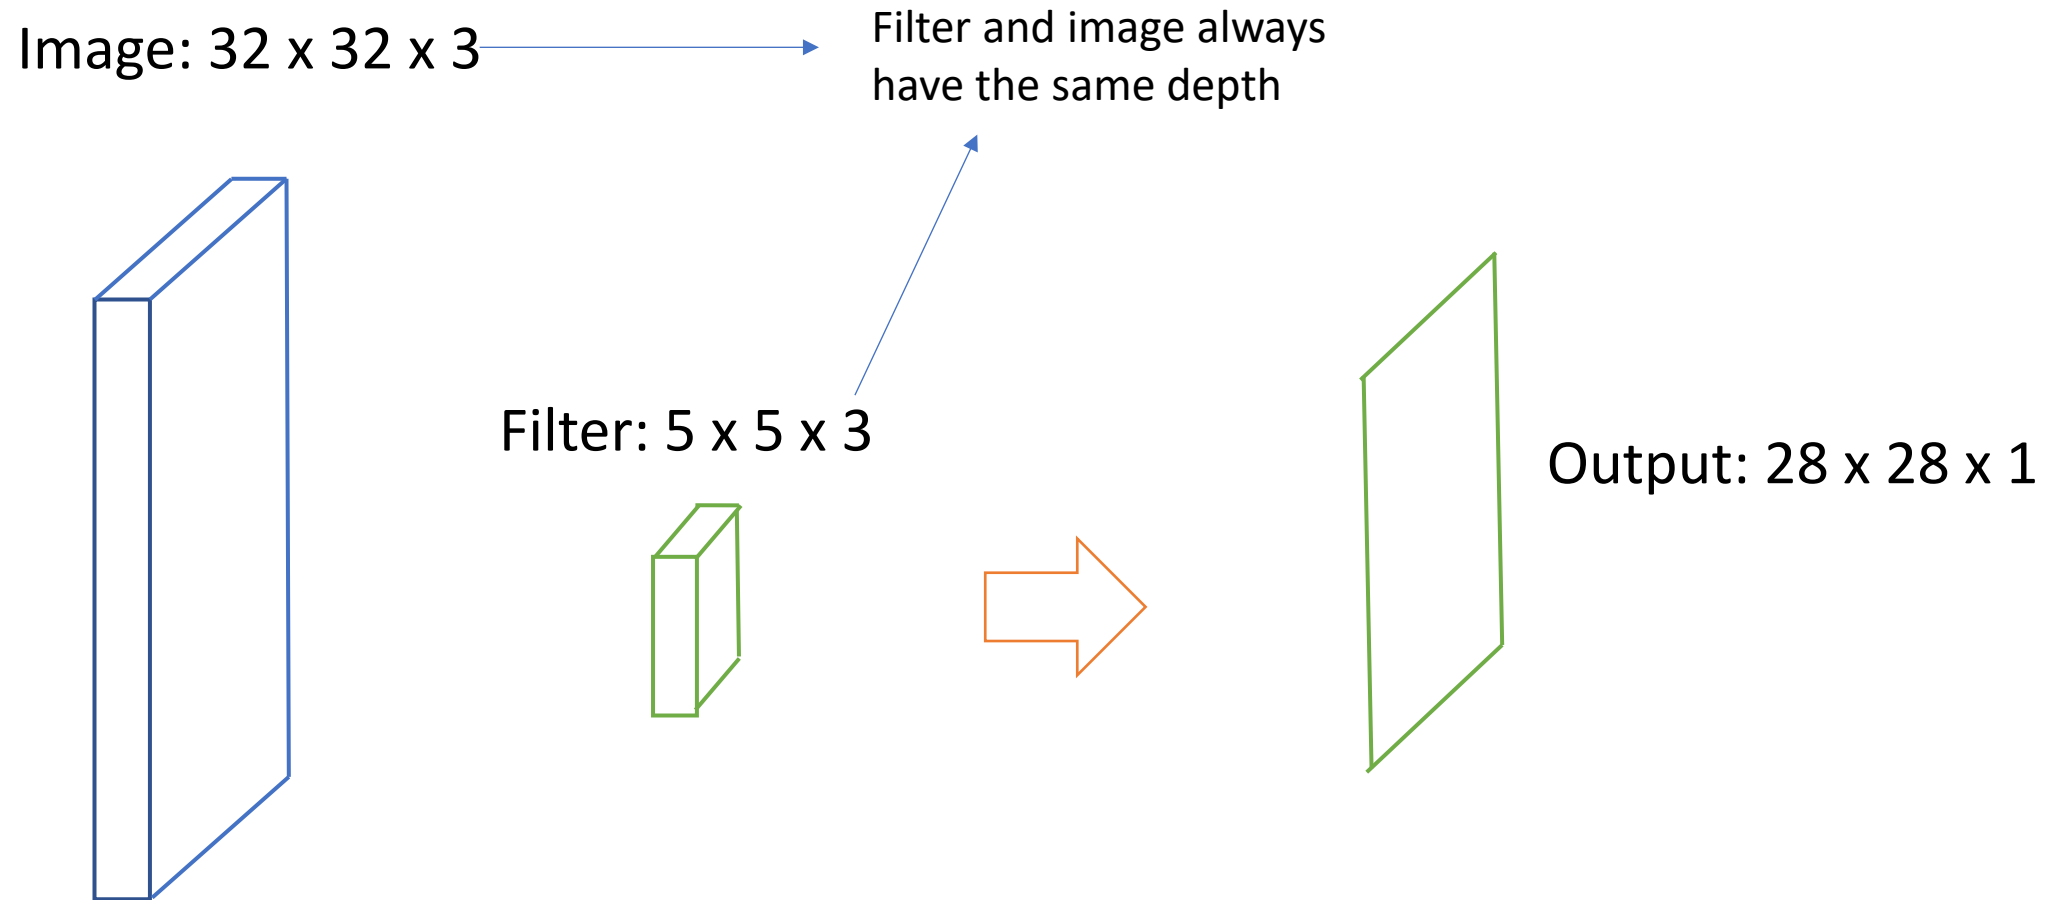 Image: 32 x 32 x 3
Filter and image always
have the same depth
Filter: 5 x 5 x 3
Output: 28 x 28 x 1